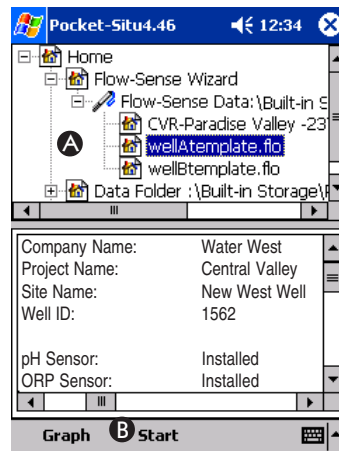 Pocket-Situ4.46 12:34
Home
Flow-Sense Wizard
Flow-Sense Data:\Built-in S
CVR-Paradise Valley -23
A
wellAtemplate.flo
wellBtemplate.flo
Data Folder :\Built-in Storage\F
Company Name: Water West
Project Name: Central Valley
Site Name: New West Well
Well ID: 1562
pH Sensor: Installed
ORP Sensor: Installed
Graph B Start